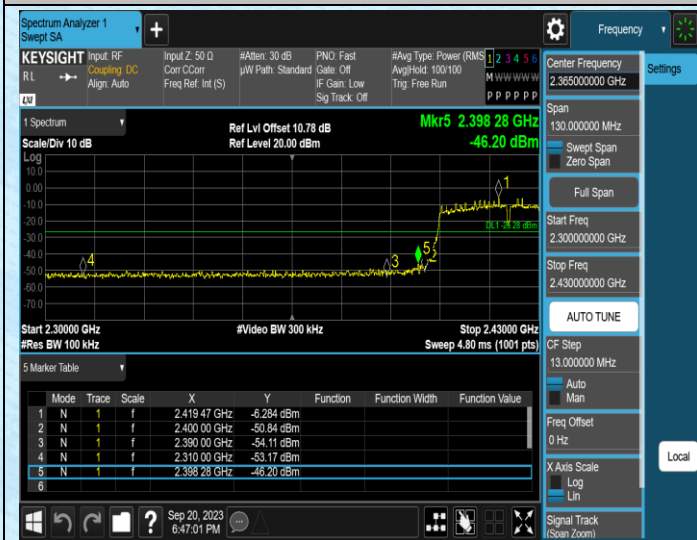 Spectrum Analyzer 1
Swept SA
+
Frequency
KEYSIGHT
R L
LXI
Input: RF
Coupling: DC
Align: Auto
Input Z: 50 Ω
Corr CCorr
Freq Ref: Int (S)
#Atten: 30 dB
µW Path: Standard
PNO: Fast
Gate: Off
IF Gain: Low
Sig Track: Off
#Avg Type: Power (RMS
Avg|Hold: 100/100
Trig: Free Run
1 2 3 4 5 6
M W W W W W
P P P P P P
1 Spectrum
Scale/Div 10 dB
Ref Lvl Offset 10.78 dB
Ref Level 20.00 dBm
Mkr5 2.398 28 GHz
-46.20 dBm
Log
10.0
0.00
-10.0
-20.0
-30.0
-40.0
-50.0
-60.0
-70.0
1
DL1 -26.28 dBm
4
3
5
2
Start 2.30000 GHz
#Video BW 300 kHz
Stop 2.43000 GHz
#Res BW 100 kHz
Sweep 4.80 ms (1001 pts)
5 Marker Table
Mode Trace Scale X Y Function Function Width Function Value
1 N 1 f 2.419 47 GHz -6.284 dBm
2 N 1 f 2.400 00 GHz -50.84 dBm
3 N 1 f 2.390 00 GHz -54.11 dBm
4 N 1 f 2.310 00 GHz -53.17 dBm
5 N 1 f 2.398 28 GHz -46.20 dBm
6
?
Sep 20, 2023
6:47:01 PM
Center Frequency
2.365000000 GHz
Span
130.000000 MHz
Swept Span
Zero Span
Full Span
Start Freq
2.300000000 GHz
Stop Freq
2.430000000 GHz
AUTO TUNE
CF Step
13.000000 MHz
Auto
Man
Freq Offset
0 Hz
X Axis Scale
Log
Lin
Signal Track
(Span Zoom)
Settings
Local